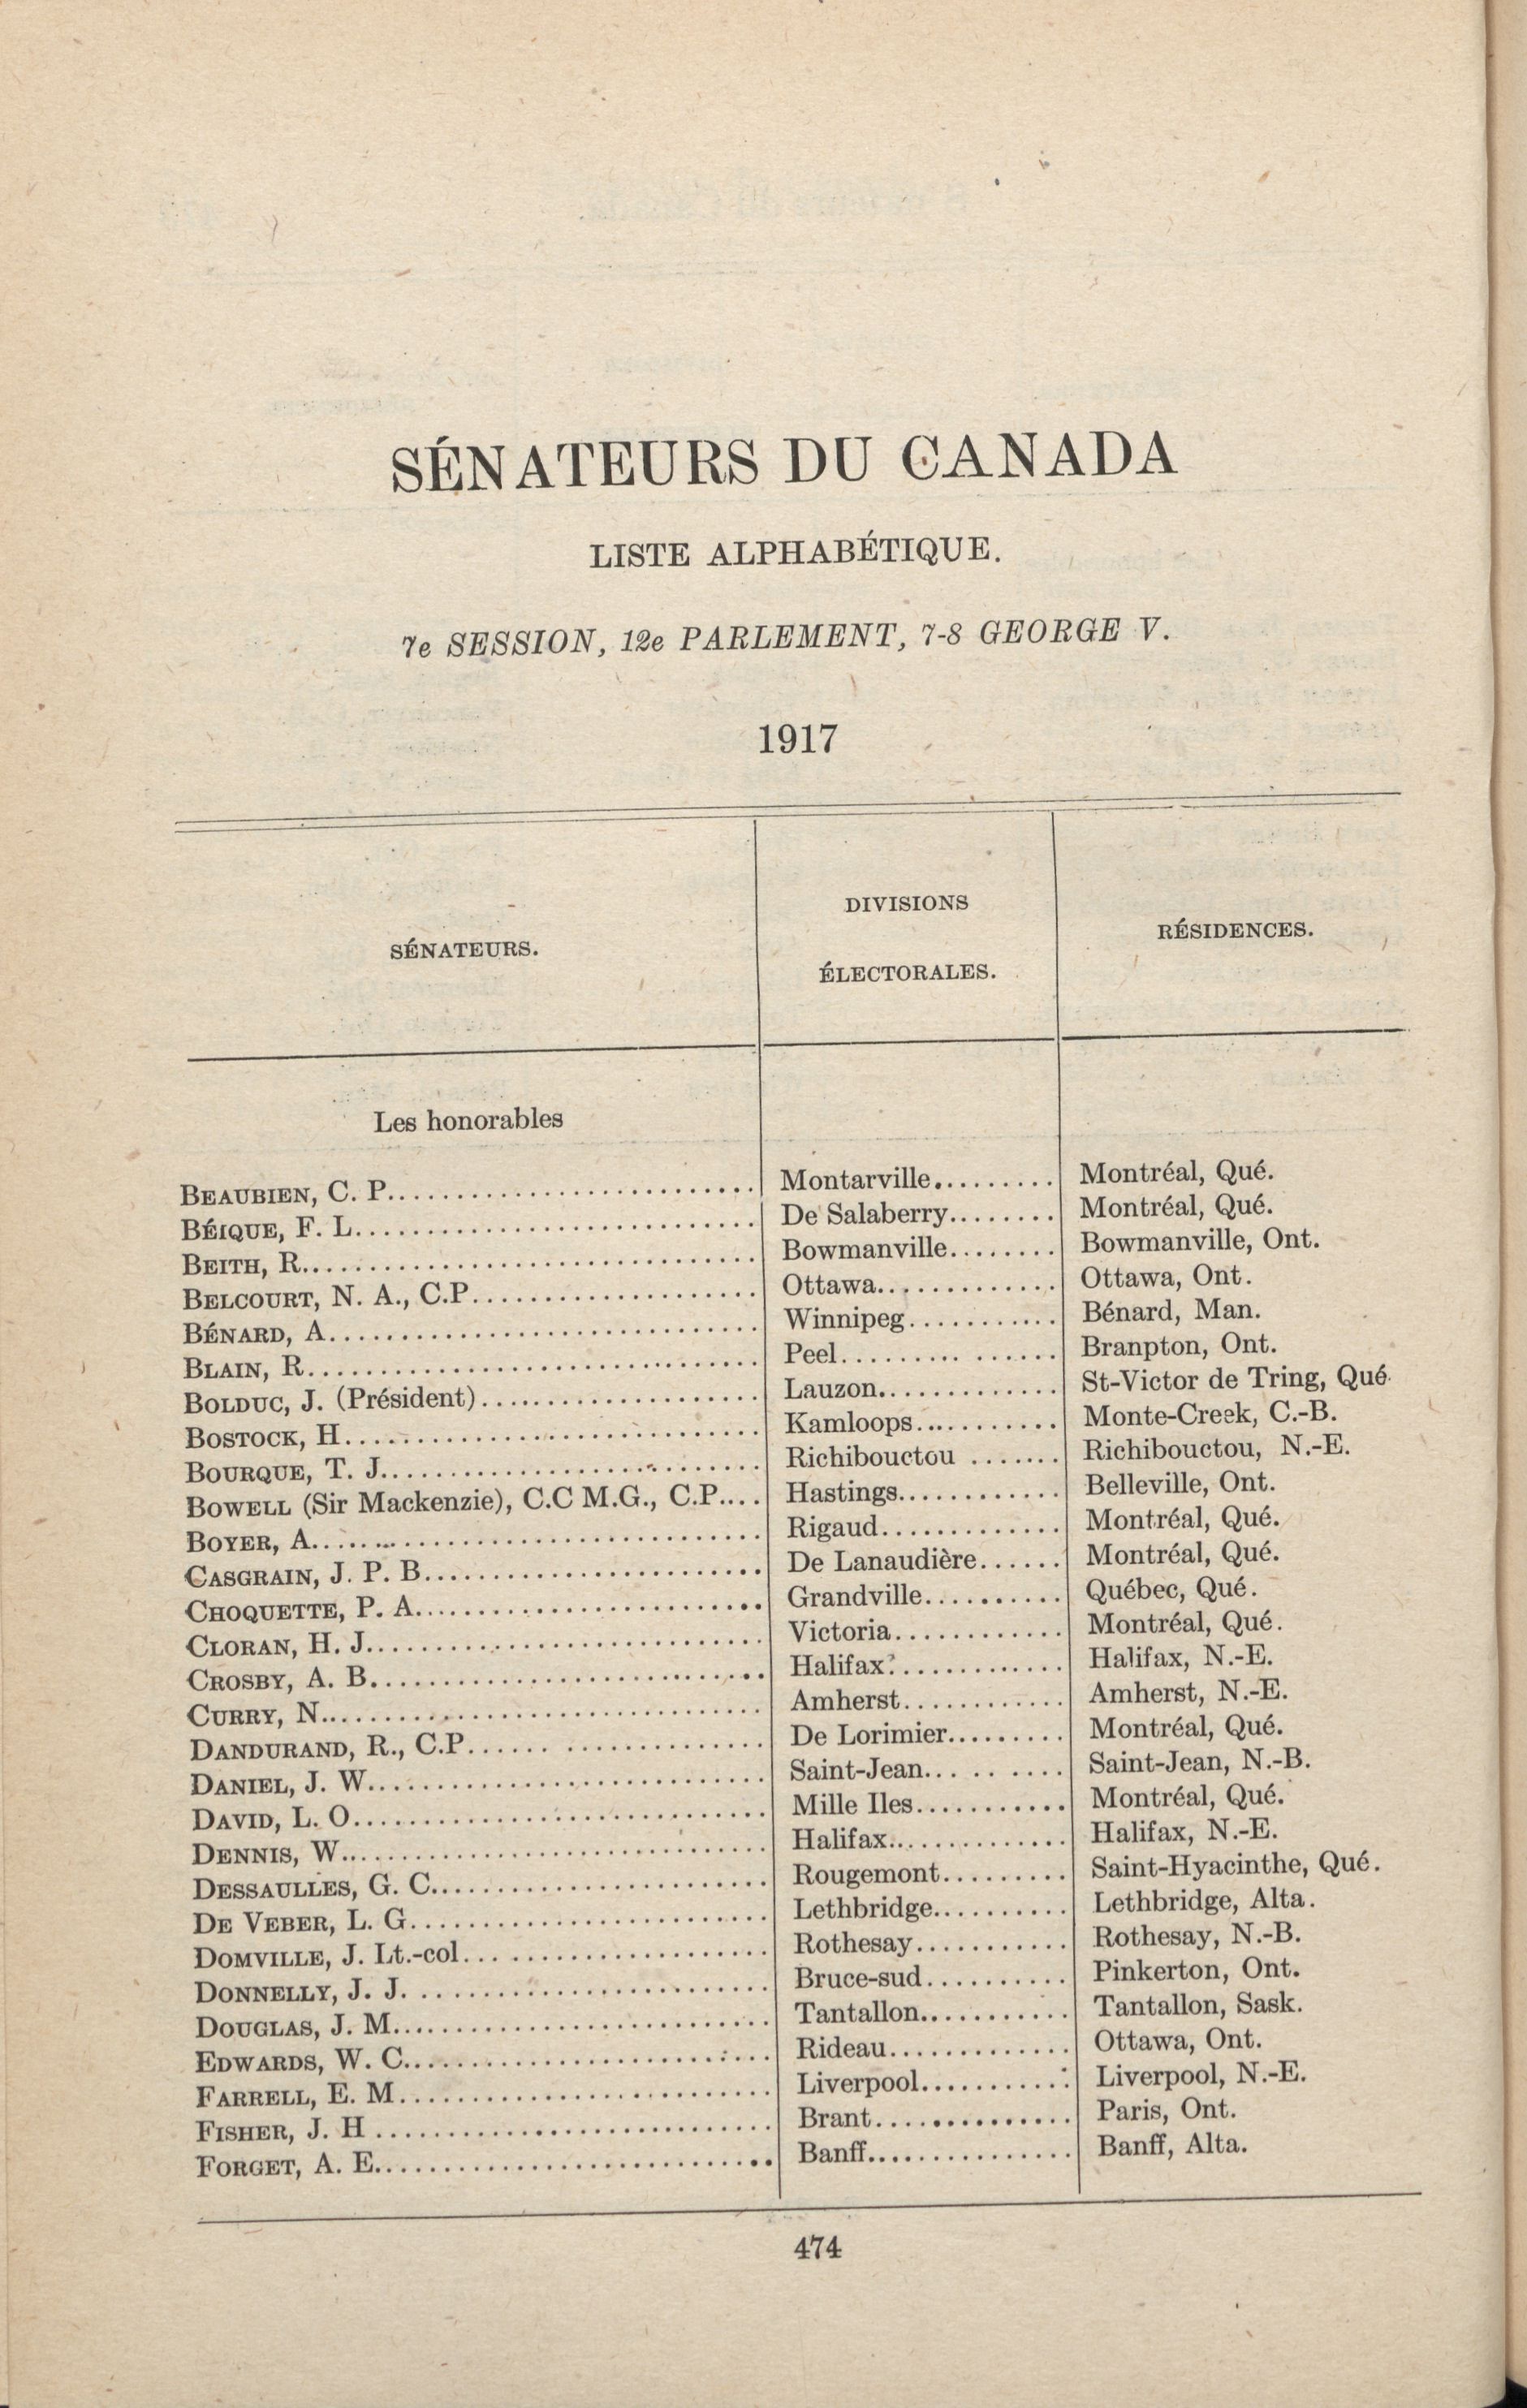 SÉNATEURS DU CANADA
LISTE ALPHABÉTIQUE.
7e SESSION, 12e PARLEMENT, 7-8 GEORGE V.
1917
SÉNATEURS. DIVISIONS ÉLECTORALES. RÉSIDENCES.
Les honorables
BEAUBIEN, C. P. Montarville. Montréal, Qué.
BÉIQUE, F. L. De Salaberry. Montréal, Qué.
BEITH, R. Bowmanville. Bowmanville, Ont.
BELCOURT, N. A., C.P. Ottawa. Ottawa, Ont.
BÉNARD, A. Winnipeg. Bénard, Man.
BLAIN, R. Peel. Branpton, Ont.
BOLDUC, J. (Président). Lauzon. St-Victor de Tring, Qué.
BOSTOCK, H. Kamloops. Monte-Creek, C.-B.
BOURQUE, T. J. Richibouctou Richibouctou, N.-E.
BOWELL (Sir Mackenzie), C.C M.G., C.P. Hastings. Belleville, Ont.
BOYER, A. Rigaud. Montréal, Qué.
CASGRAIN, J. P. B. De Lanaudière. Montréal, Qué.
CHOQUETTE, P. A. Grandville. Québec, Qué.
CLORAN, H. J. Victoria. Montréal, Qué.
CROSBY, A. B. Halifax. Halifax, N.-E.
CURRY, N. Amherst. Amherst, N.-E.
DANDURAND, R., C.P. De Lorimier. Montréal, Qué.
DANIEL, J. W. Saint-Jean. Saint-Jean, N.-B.
DAVID, L. O. Mille Iles. Montréal, Qué.
DENNIS, W. Halifax. Halifax, N.-E.
DESSAULLES, G. C. Rougemont. Saint-Hyacinthe, Qué.
DE VEBER, L. G. Lethbridge. Lethbridge, Alta.
DOMVILLE, J. Lt.-col. Rothesay. Rothesay, N.-B.
DONNELLY, J. J. Bruce-sud. Pinkerton, Ont.
DOUGLAS, J. M. Tantallon. Tantallon, Sask.
EDWARDS, W. C. Rideau. Ottawa, Ont.
FARRELL, E. M. Liverpool. Liverpool, N.-E.
FISHER, J. H Brant. Paris, Ont.
FORGET, A. E. Banff. Banff, Alta.
474